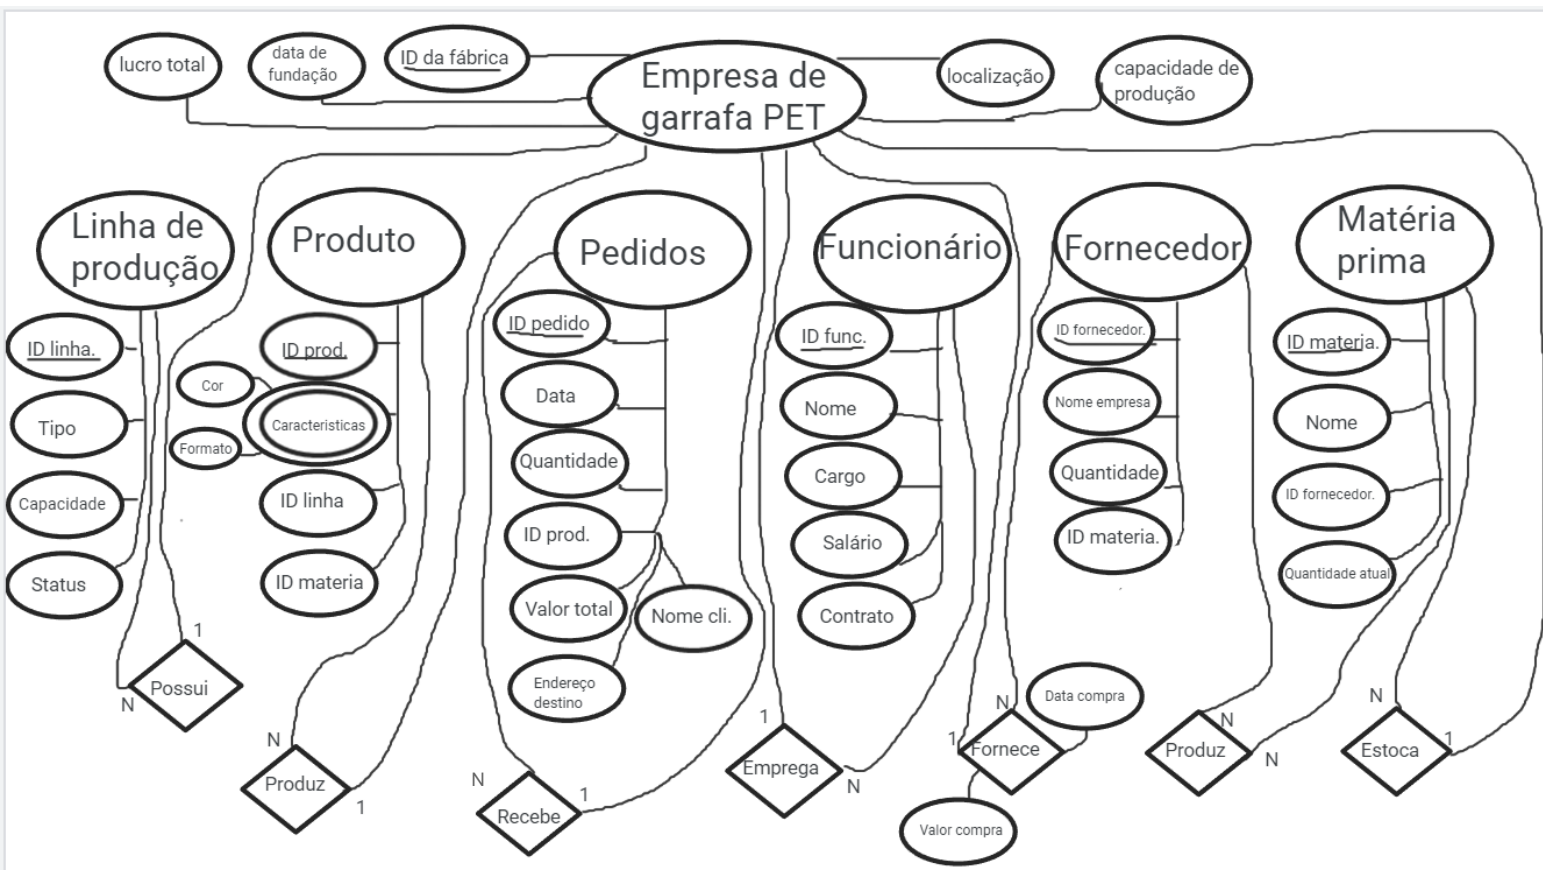 lucro total
data de
fundação
ID da fábrica
Empresa de
garrafa PET
localização
capacidade de
produção
Linha de
produção
ID linha.
Tipo
Capacidade
Status
Produto
ID prod.
Cor
Caracteristicas
Formato
ID linha
ID materia
Pedidos
ID pedido
Data
Quantidade
ID prod.
Valor total
Nome cli.
Endereço
destino
Funcionário
ID func.
Nome
Cargo
Salário
Contrato
Fornecedor
ID fornecedor.
Nome empresa
Quantidade
ID materia.
Matéria
prima
ID materia.
Nome
ID fornecedor.
Quantidade atual
1
Possui
N
N
Produz
1
N
Recebe
1
1
Emprega
N
N
Data compra
1
Fornece
Valor compra
N
Produz
N
N
Estoca
1